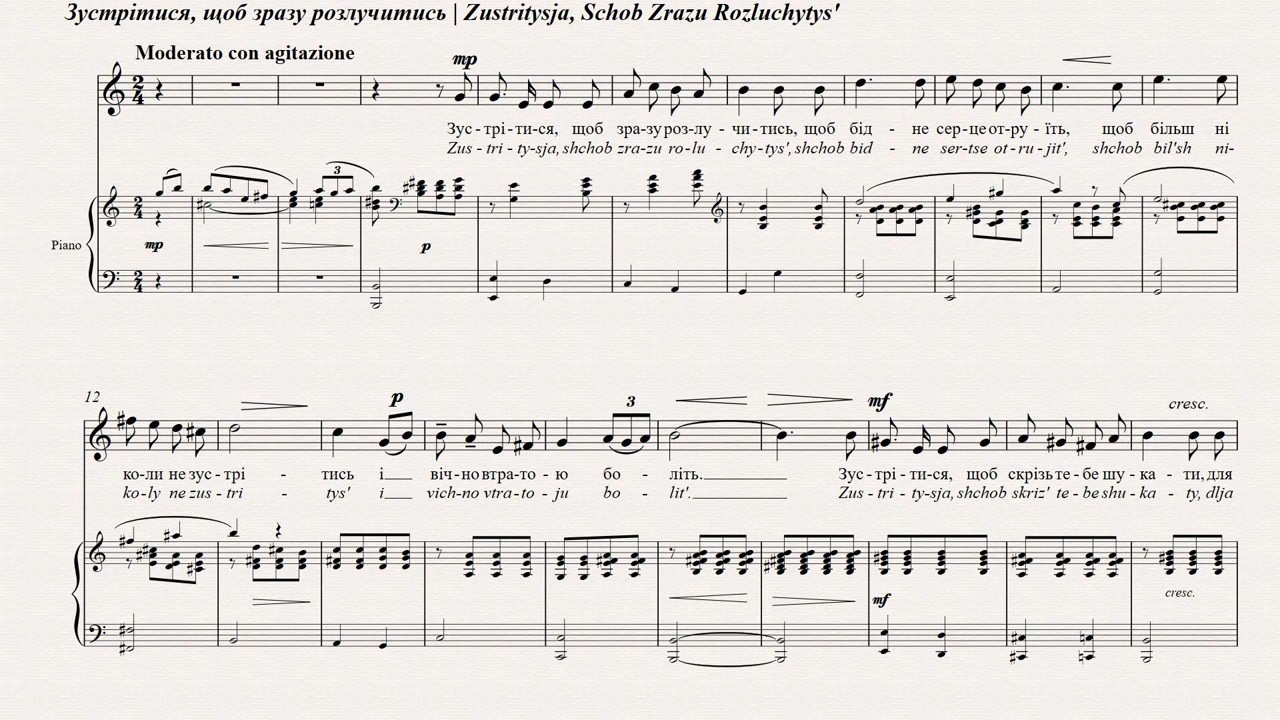 Зустрітися, щоб зразу розлучитись | Zustritysja, Schob Zrazu Rozluchytys'
Moderato con agitazione
mp
Зус - трі - ти-ся, щоб зра-зу роз-лу - чи-тись, щоб бід - не сер-це от-ру - їть, щоб більш ні
Zus - tri - ty-sja, shchob zra-zu ro-lu - chy-tys', shchob bid - ne ser-tse ot-ru-jit', shchob bil'sh ni-
3
Piano
mp
p
12
p
3
mf
cresc.
ко-ли не зус - трі - тись і віч-но втра-то - ю бо - літь. Зус - трі - ти-ся, щоб скрізь те - бе шу - ка - ти, для
ko-ly ne zus - tri - tys' i vich-no vtra-to - ju bo - lit'. Zus - tri - ty-sja, shchob skriz' te - be shu - ka - ty, dlja
cresc.
mf